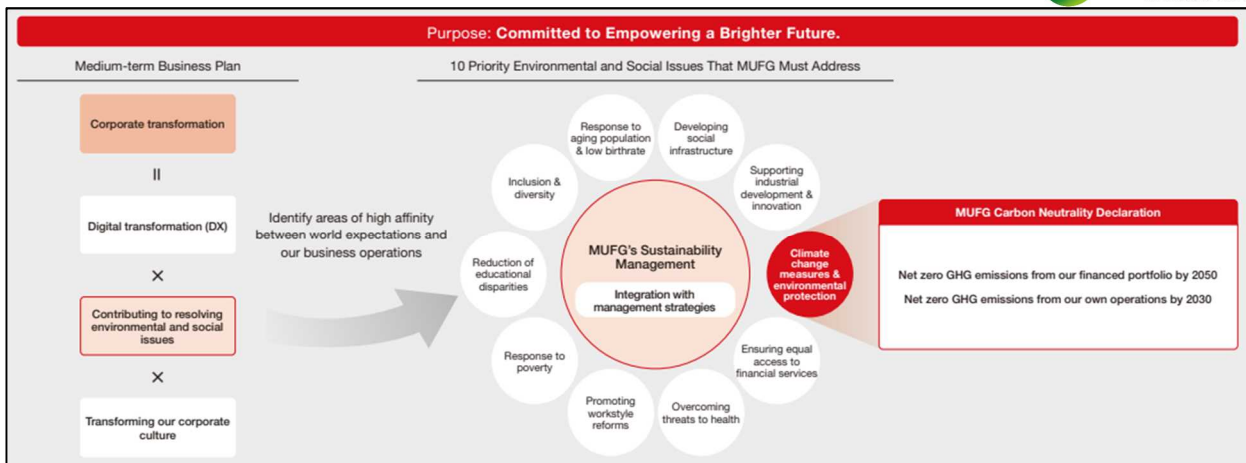 Purpose: Committed to Empowering a Brighter Future.
Medium-term Business Plan
Corporate transformation
=
Digital transformation (DX)
×
Contributing to resolving
environmental and social
issues
×
Transforming our corporate
culture
Identify areas of high affinity
between world expectations and
our business operations
10 Priority Environmental and Social Issues That MUFG Must Address
Response to
aging population
& low birthrate
Developing
social
infrastructure
Supporting
industrial
development &
innovation
Climate
change
measures &
environmental
protection
Ensuring equal
access to
financial services
Overcoming
threats to health
Promoting
workstyle
reforms
Response to
poverty
Reduction of
educational
disparities
Inclusion &
diversity
MUFG's Sustainability
Management
Integration with
management strategies
MUFG Carbon Neutrality Declaration
Net zero GHG emissions from our financed portfolio by 2050
Net zero GHG emissions from our own operations by 2030